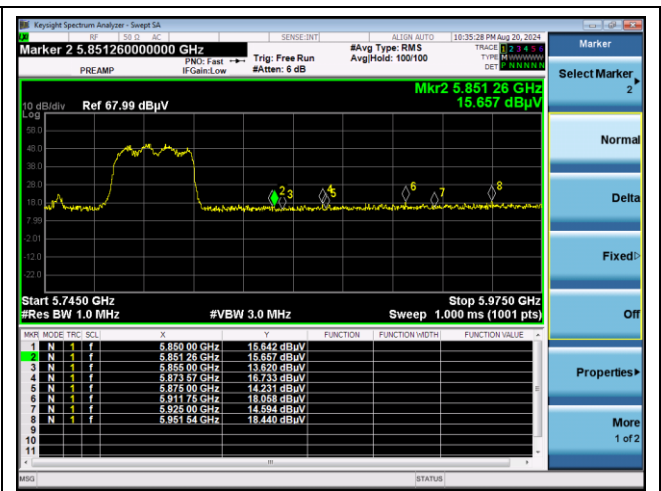 Keysight Spectrum Analyzer - Swept SA
RF 50 Ω AC SENSE:INT ALIGN AUTO 10:35:28 PM Aug 20, 2024
Marker 2 5.851260000000 GHz
PREAMP
PNO: Fast
IFGain:Low
Trig: Free Run
#Atten: 6 dB
#Avg Type: RMS
Avg|Hold: 100/100
TRACE 1 2 3 4 5 6
TYPE M W W W W W
DET P N N N N N
Mkr2 5.851 26 GHz
15.657 dBµV
10 dB/div Ref 67.99 dBµV
Log
58.0
48.0
38.0
28.0
18.0
7.99
-2.01
-12.0
-22.0
2 3 4 5 6 7 8
Start 5.7450 GHz Stop 5.9750 GHz
#Res BW 1.0 MHz #VBW 3.0 MHz Sweep 1.000 ms (1001 pts)
MKR MODE TRC SCL X Y FUNCTION FUNCTION WIDTH FUNCTION VALUE
1 N 1 f 5.850 00 GHz 15.642 dBuV
2 N 1 f 5.851 26 GHz 15.657 dBuV
3 N 1 f 5.855 00 GHz 13.620 dBuV
4 N 1 f 5.873 57 GHz 16.733 dBuV
5 N 1 f 5.875 00 GHz 14.231 dBuV
6 N 1 f 5.911 75 GHz 18.058 dBuV
7 N 1 f 5.925 00 GHz 14.594 dBuV
8 N 1 f 5.951 54 GHz 18.440 dBuV
9
10
11
MSG STATUS
Marker
Select Marker
2
Normal
Delta
Fixed
Off
Properties
More
1 of 2